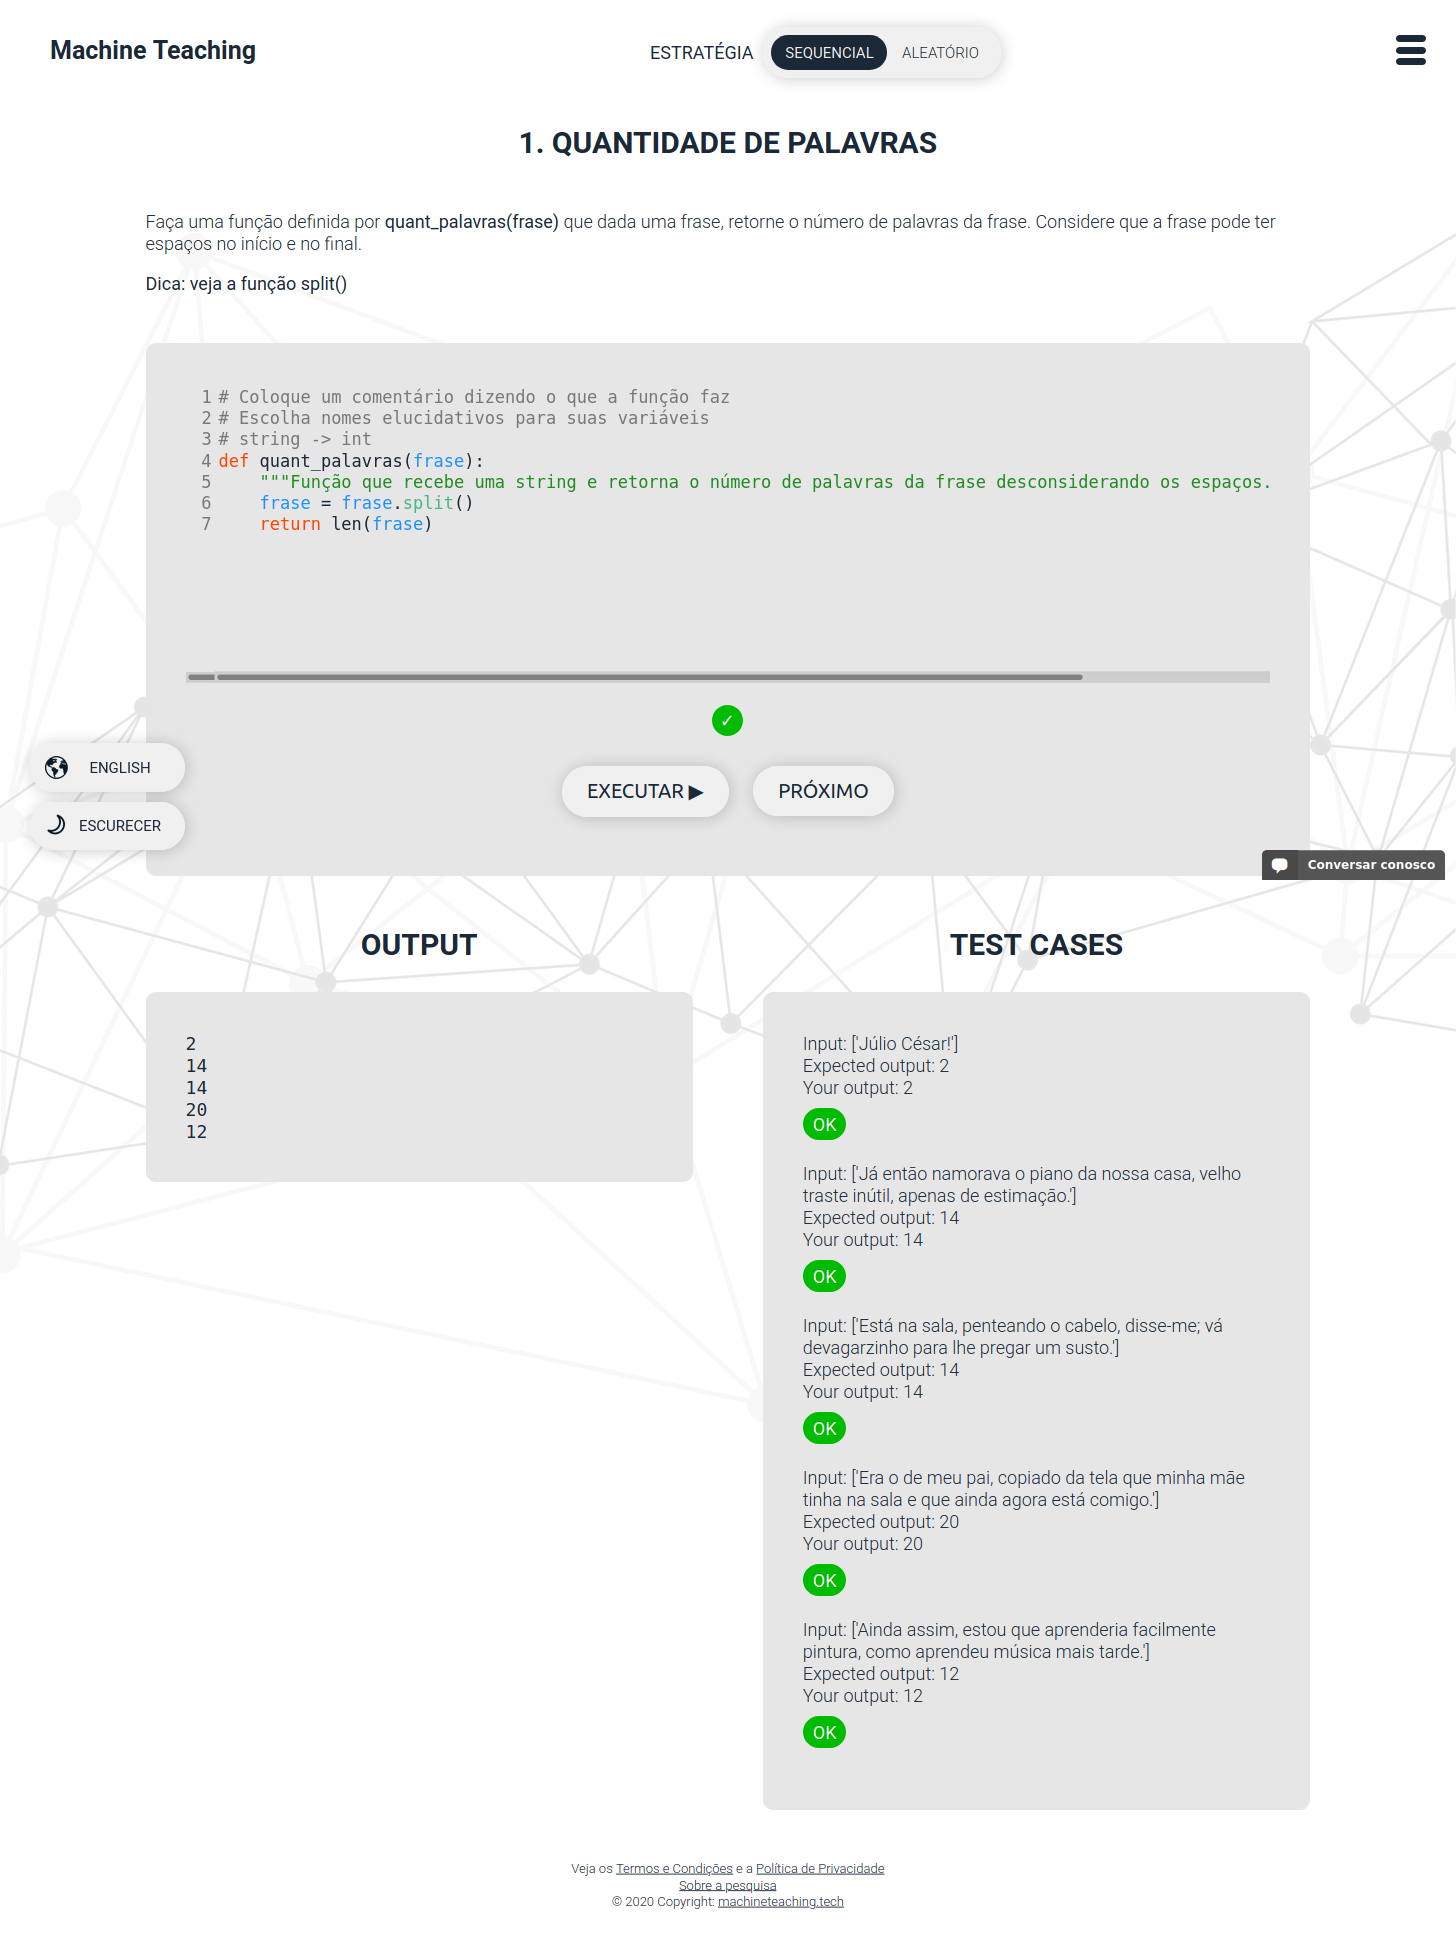 Machine Teaching
ESTRATÉGIA SEQUENCIAL ALEATÓRIO
1. QUANTIDADE DE PALAVRAS
Faça uma função definida por quant_palavras(frase) que dada uma frase, retorne o número de palavras da frase. Considere que a frase pode ter
espaços no início e no final.
Dica: veja a função split()
1 # Coloque um comentário dizendo o que a função faz
2 # Escolha nomes elucidativos para suas variáveis
3 # string -> int
4 def quant_palavras(frase):
5     """Função que recebe uma string e retorna o número de palavras da frase desconsiderando os espaços.
6     frase = frase.split()
7     return len(frase)
✓
ENGLISH
EXECUTAR ▶ PRÓXIMO
ESCURECER
Conversar conosco
OUTPUT
2
14
14
20
12
TEST CASES
Input: ['Júlio César!']
Expected output: 2
Your output: 2
OK
Input: ['Já então namorava o piano da nossa casa, velho
traste inútil, apenas de estimação.']
Expected output: 14
Your output: 14
OK
Input: ['Está na sala, penteando o cabelo, disse-me; vá
devagarzinho para lhe pregar um susto.']
Expected output: 14
Your output: 14
OK
Input: ['Era o de meu pai, copiado da tela que minha mãe
tinha na sala e que ainda agora está comigo.']
Expected output: 20
Your output: 20
OK
Input: ['Ainda assim, estou que aprenderia facilmente
pintura, como aprendeu música mais tarde.']
Expected output: 12
Your output: 12
OK
Veja os Termos e Condições e a Política de Privacidade
Sobre a pesquisa
© 2020 Copyright: machineteaching.tech